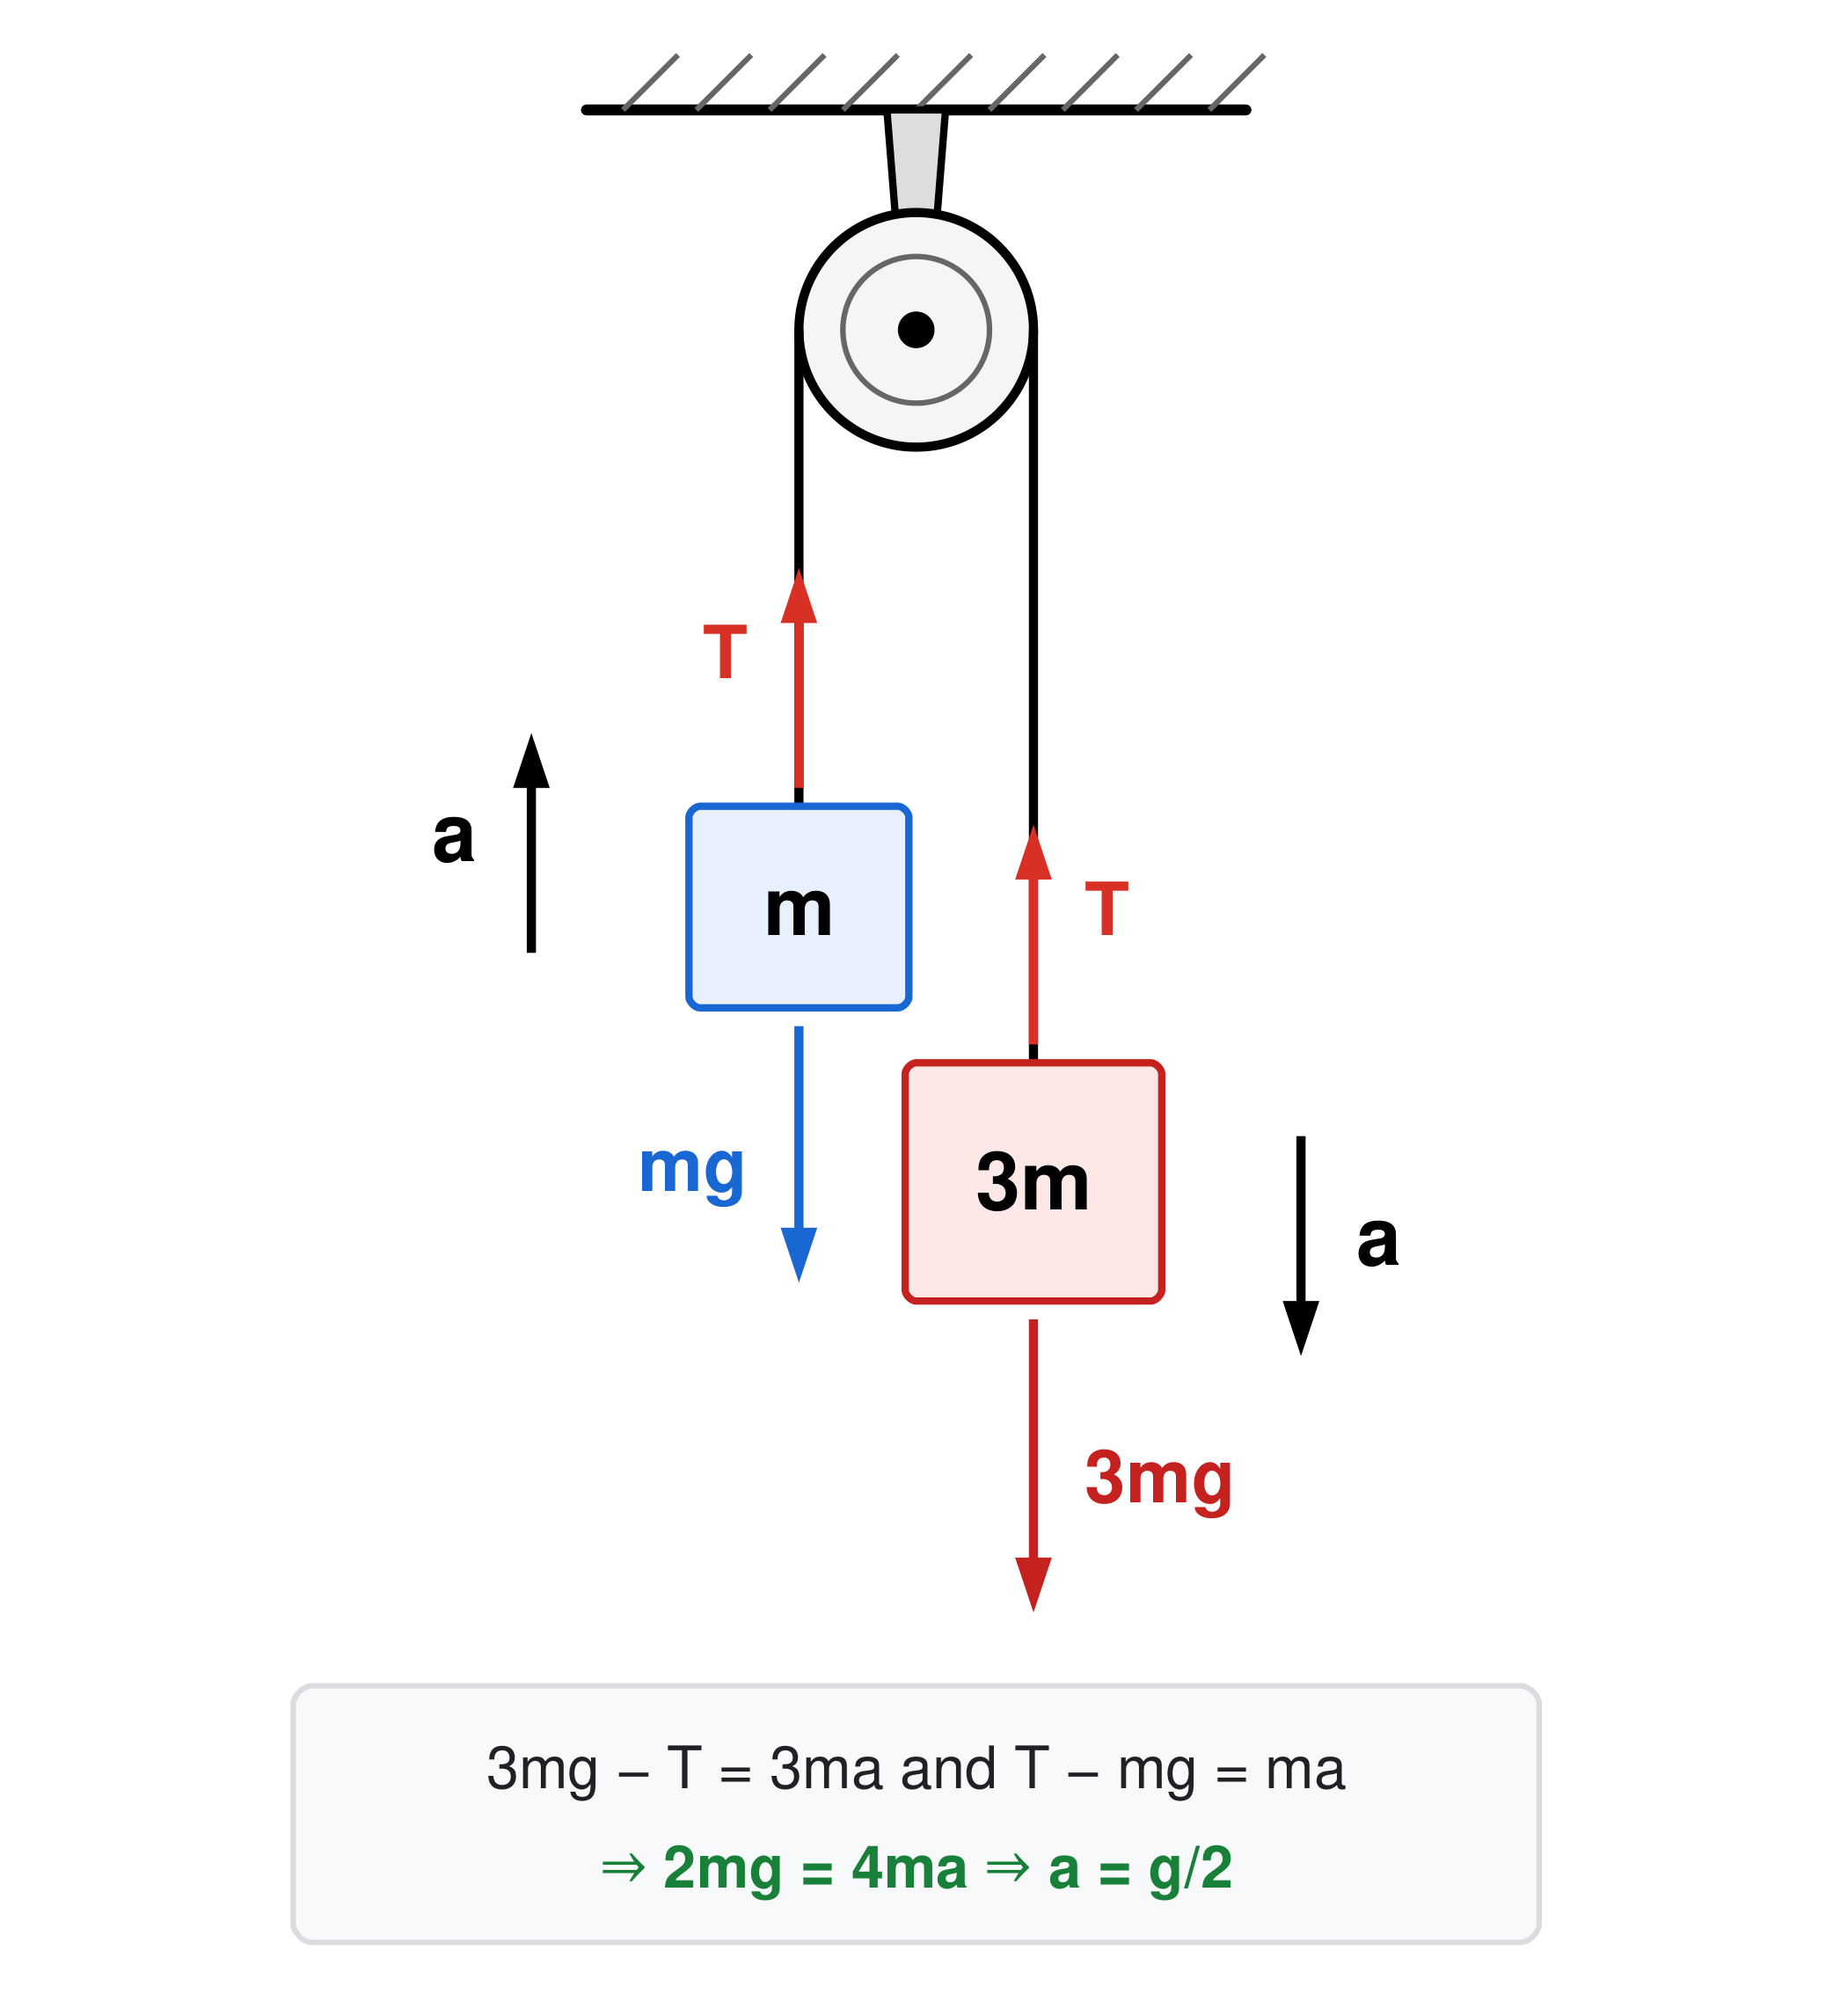 T
a
m
T
mg
3m
a
3mg
3mg – T = 3ma and T – mg = ma
⇒ 2mg = 4ma ⇒ a = g/2